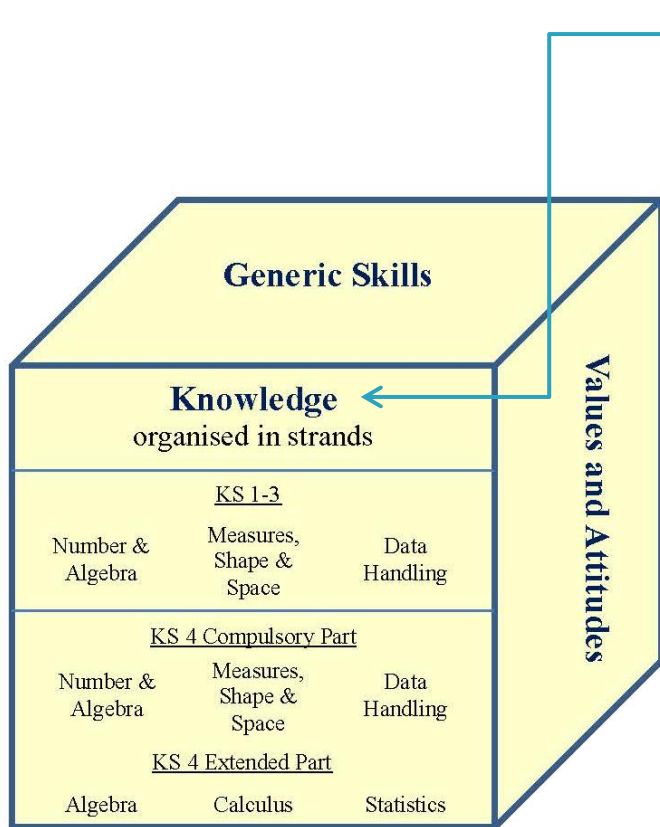 Generic Skills
Knowledge
organised in strands
KS 1-3
Number &
Algebra
Measures,
Shape &
Space
Data
Handling
KS 4 Compulsory Part
Number &
Algebra
Measures,
Shape &
Space
Data
Handling
KS 4 Extended Part
Algebra
Calculus
Statistics
Values and Attitudes